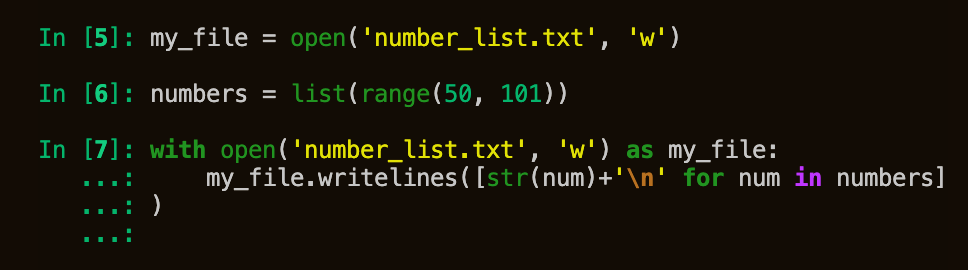 In [5]: my_file = open('number_list.txt', 'w')
In [6]: numbers = list(range(50, 101))
In [7]: with open('number_list.txt', 'w') as my_file:
   ...:     my_file.writelines([str(num)+'\n' for num in numbers]
   ...: )
   ...: